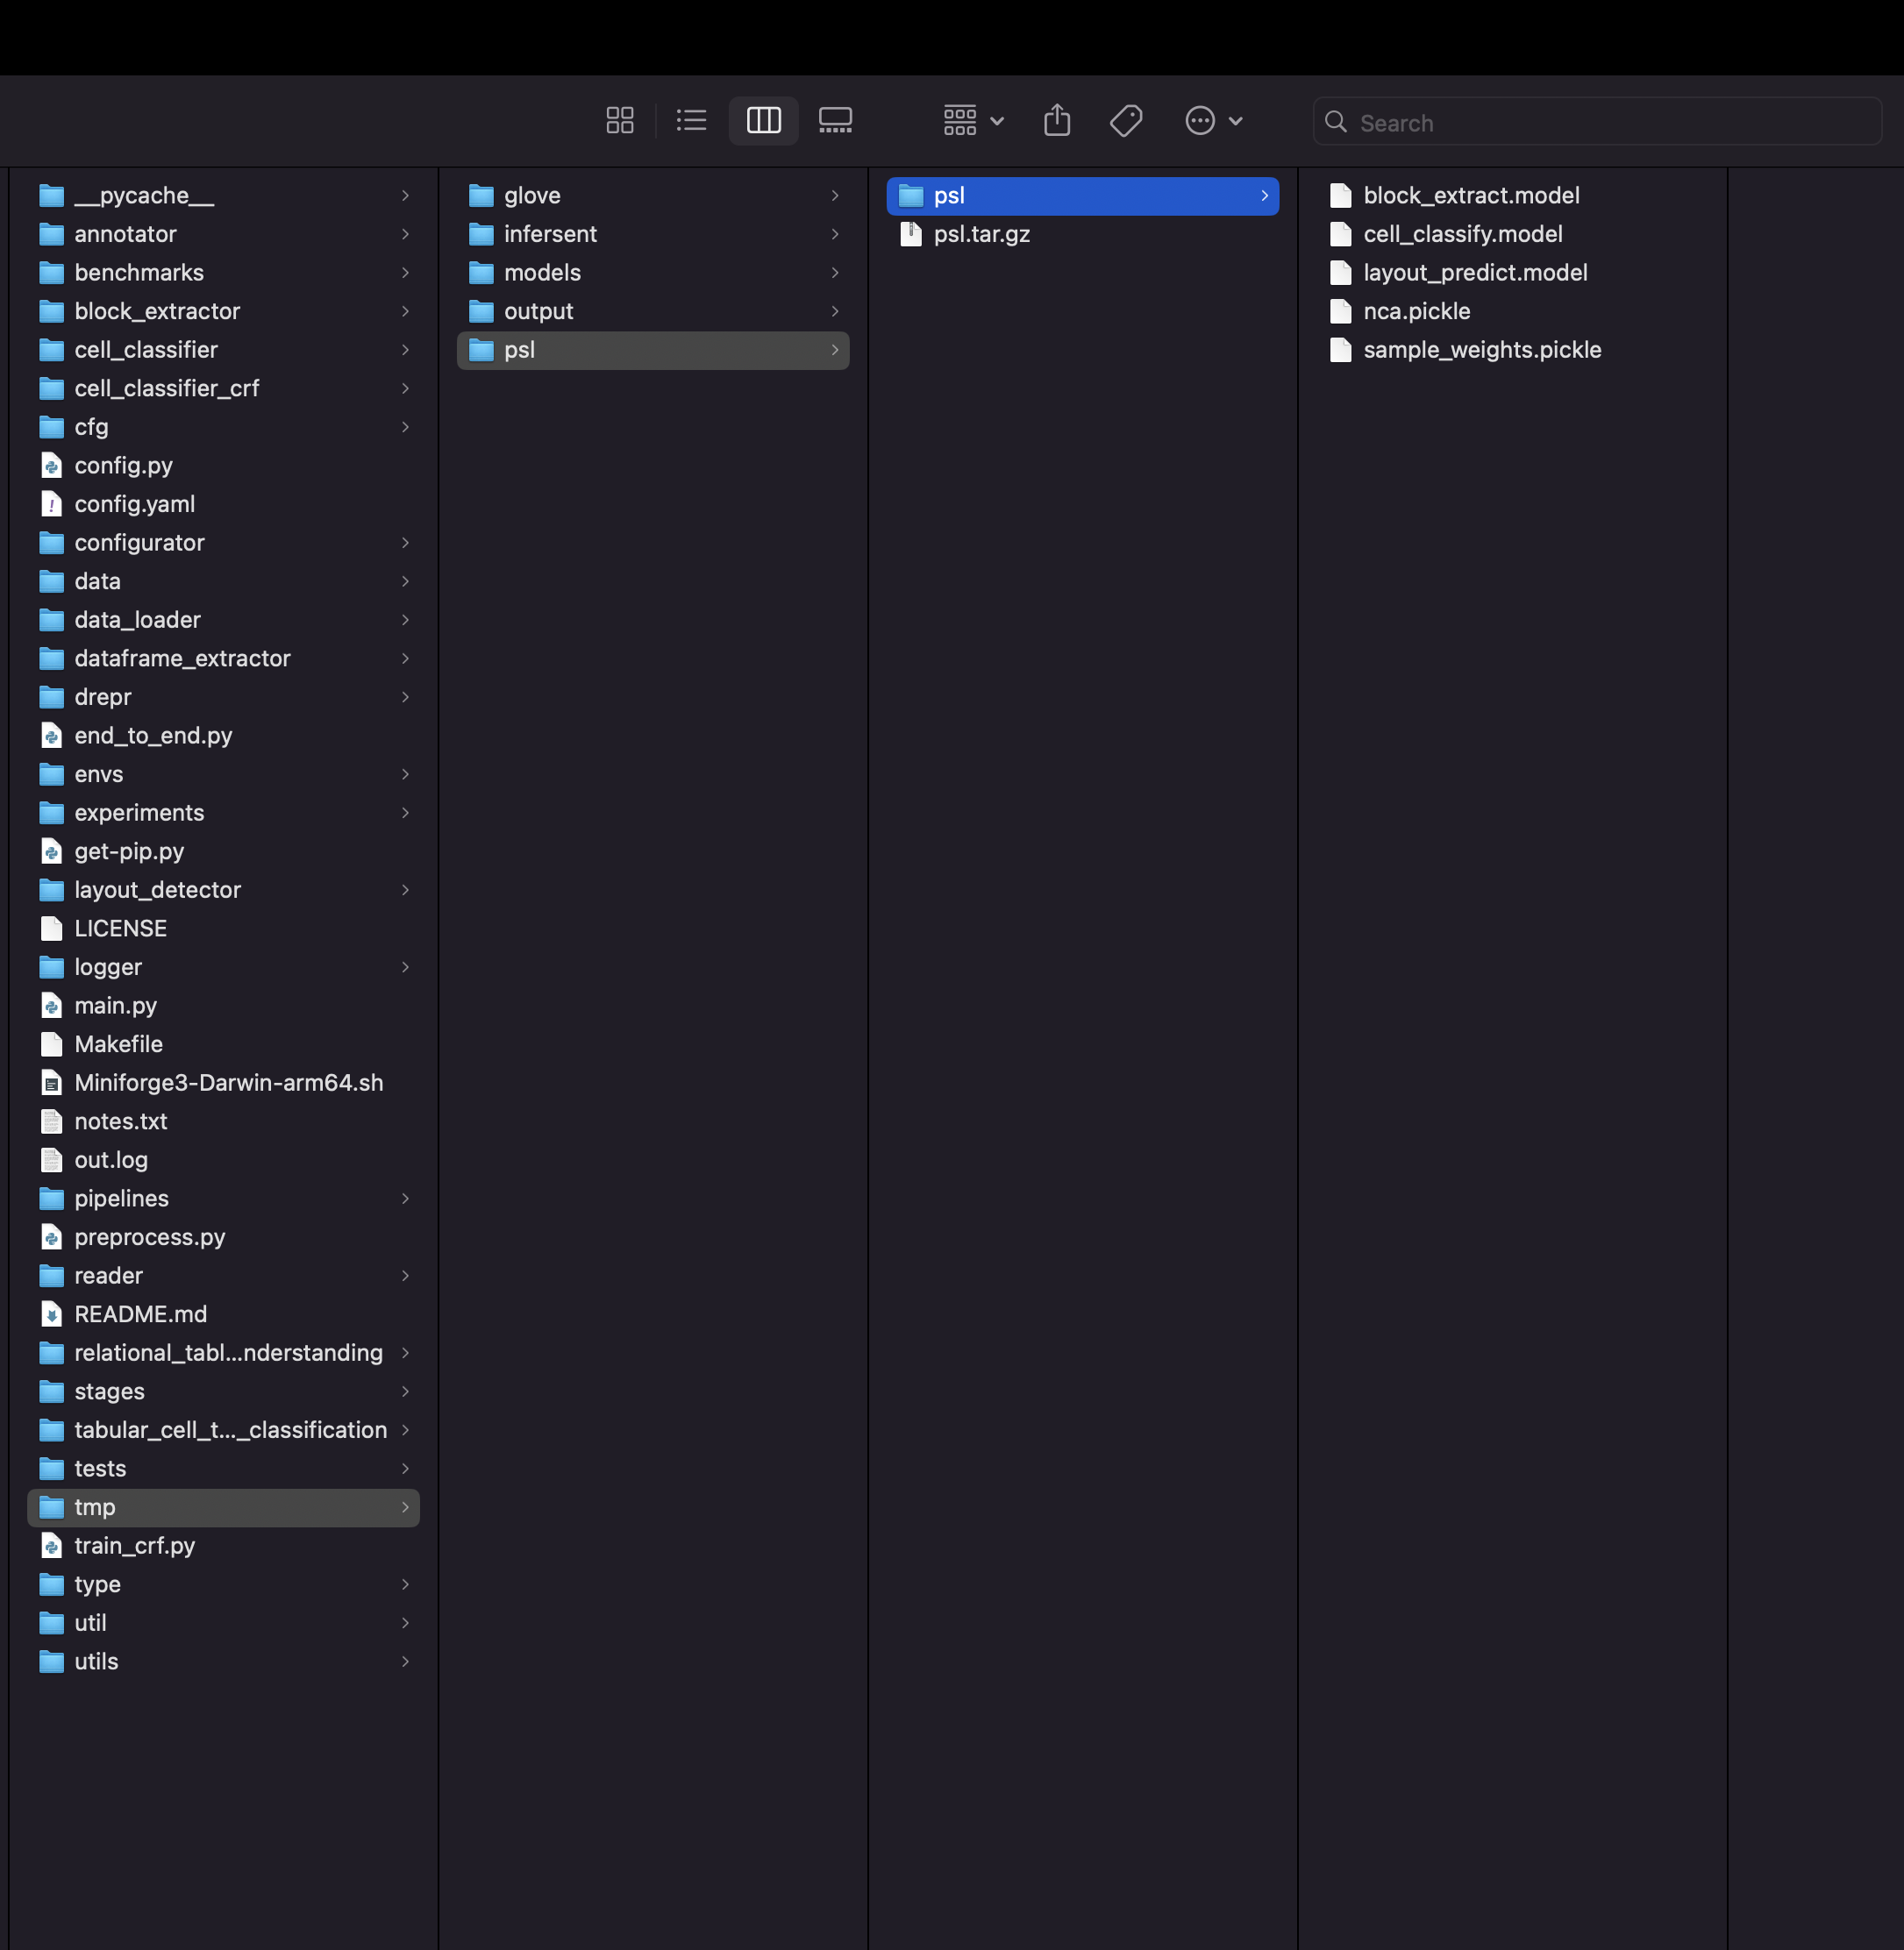 Search
__pycache__
annotator
benchmarks
block_extractor
cell_classifier
cell_classifier_crf
cfg
config.py
config.yaml
configurator
data
data_loader
dataframe_extractor
drepr
end_to_end.py
envs
experiments
get-pip.py
layout_detector
LICENSE
logger
main.py
Makefile
Miniforge3-Darwin-arm64.sh
notes.txt
out.log
pipelines
preprocess.py
reader
README.md
relational_tabl...nderstanding
stages
tabular_cell_t..._classification
tests
tmp
train_crf.py
type
util
utils
glove
infersent
models
output
psl
psl
psl.tar.gz
block_extract.model
cell_classify.model
layout_predict.model
nca.pickle
sample_weights.pickle